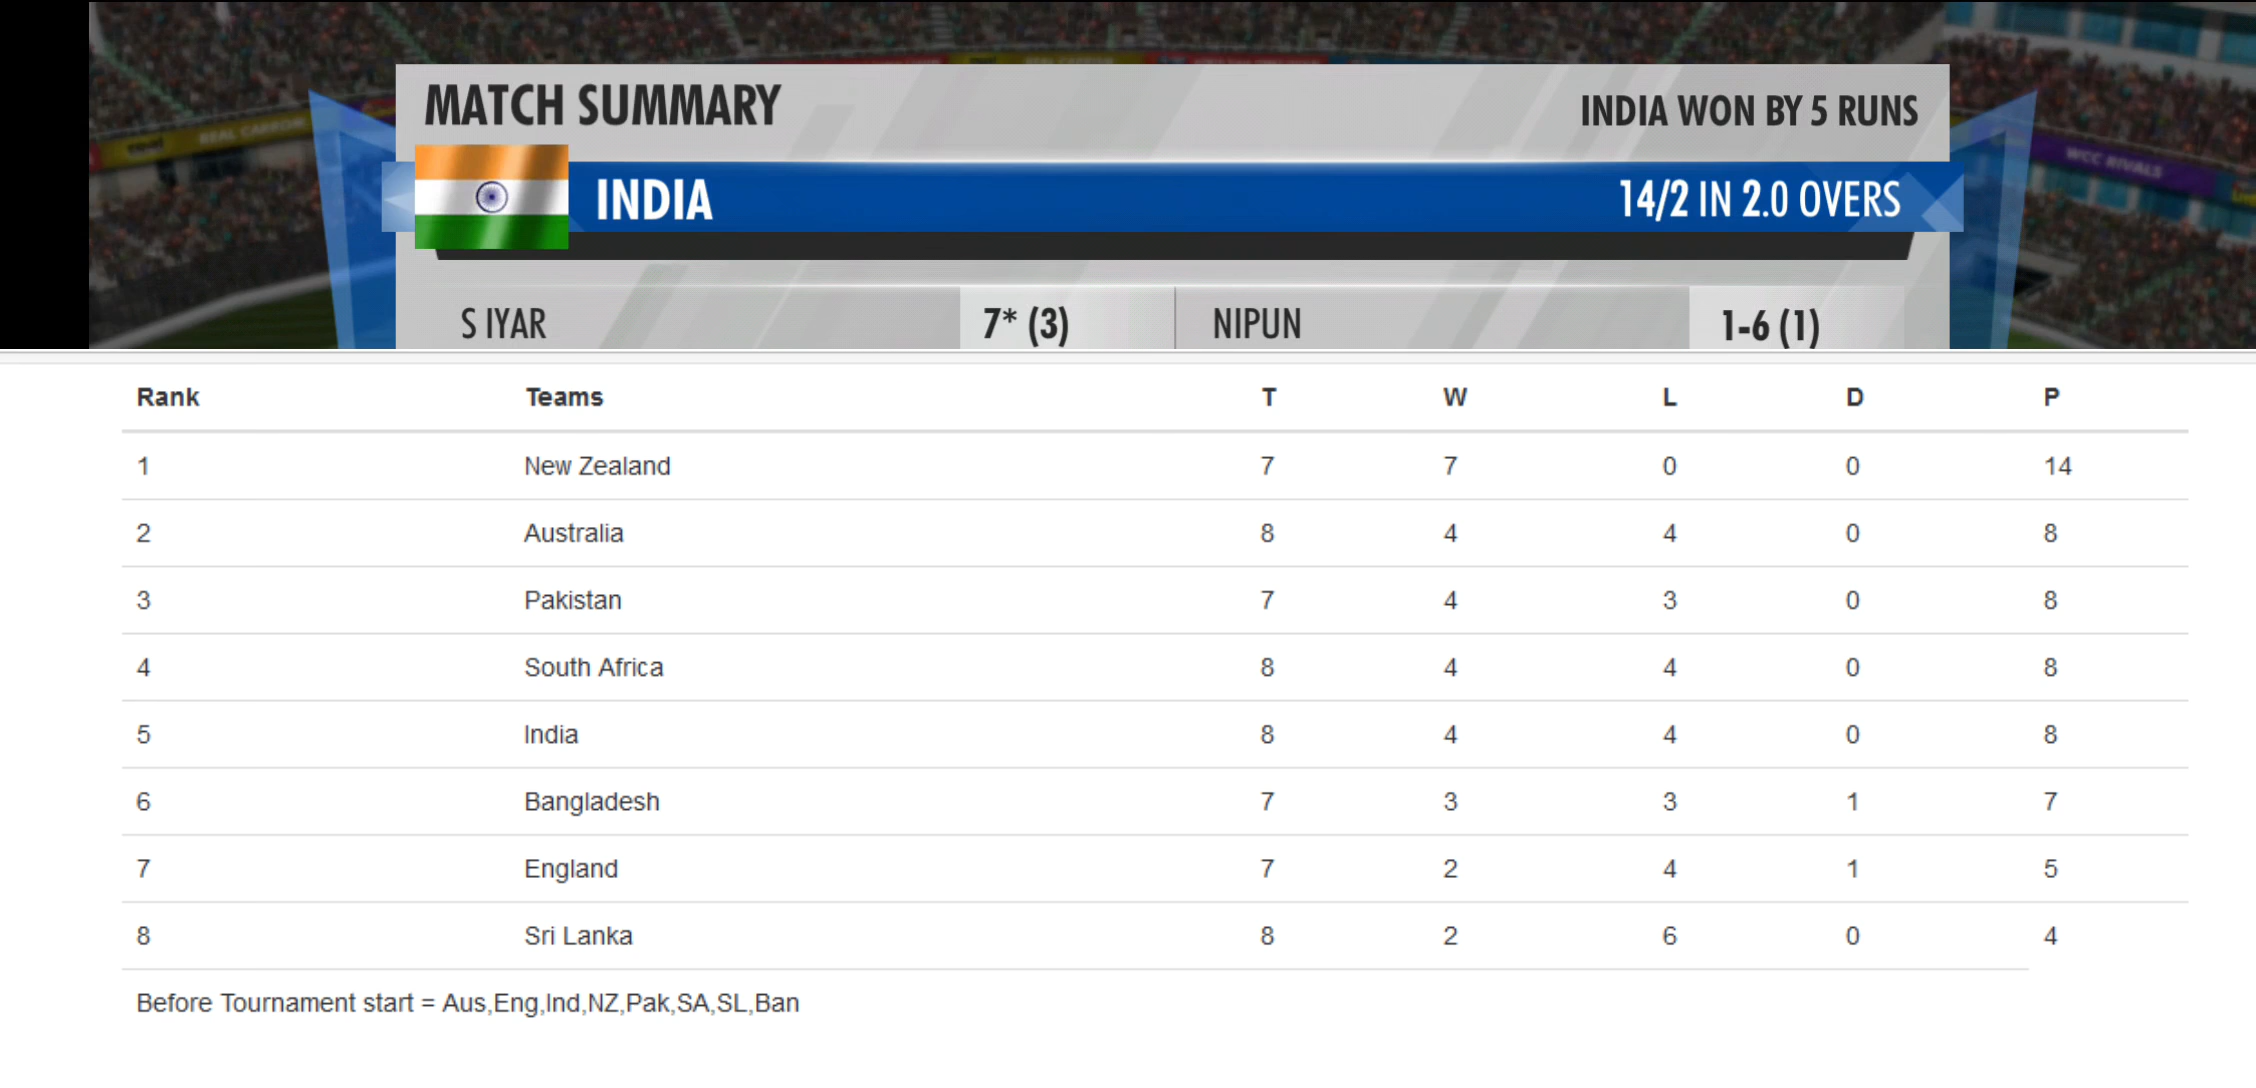 REAL CARROM
WCC RIVALS
MATCH SUMMARY
INDIA WON BY 5 RUNS
INDIA
14/2 IN 2.0 OVERS
S IYAR 7* (3) NIPUN 1-6 (1)
Rank Teams T W L D P
1 New Zealand 7 7 0 0 14
2 Australia 8 4 4 0 8
3 Pakistan 7 4 3 0 8
4 South Africa 8 4 4 0 8
5 India 8 4 4 0 8
6 Bangladesh 7 3 3 1 7
7 England 7 2 4 1 5
8 Sri Lanka 8 2 6 0 4
Before Tournament start = Aus,Eng,Ind,NZ,Pak,SA,SL,Ban